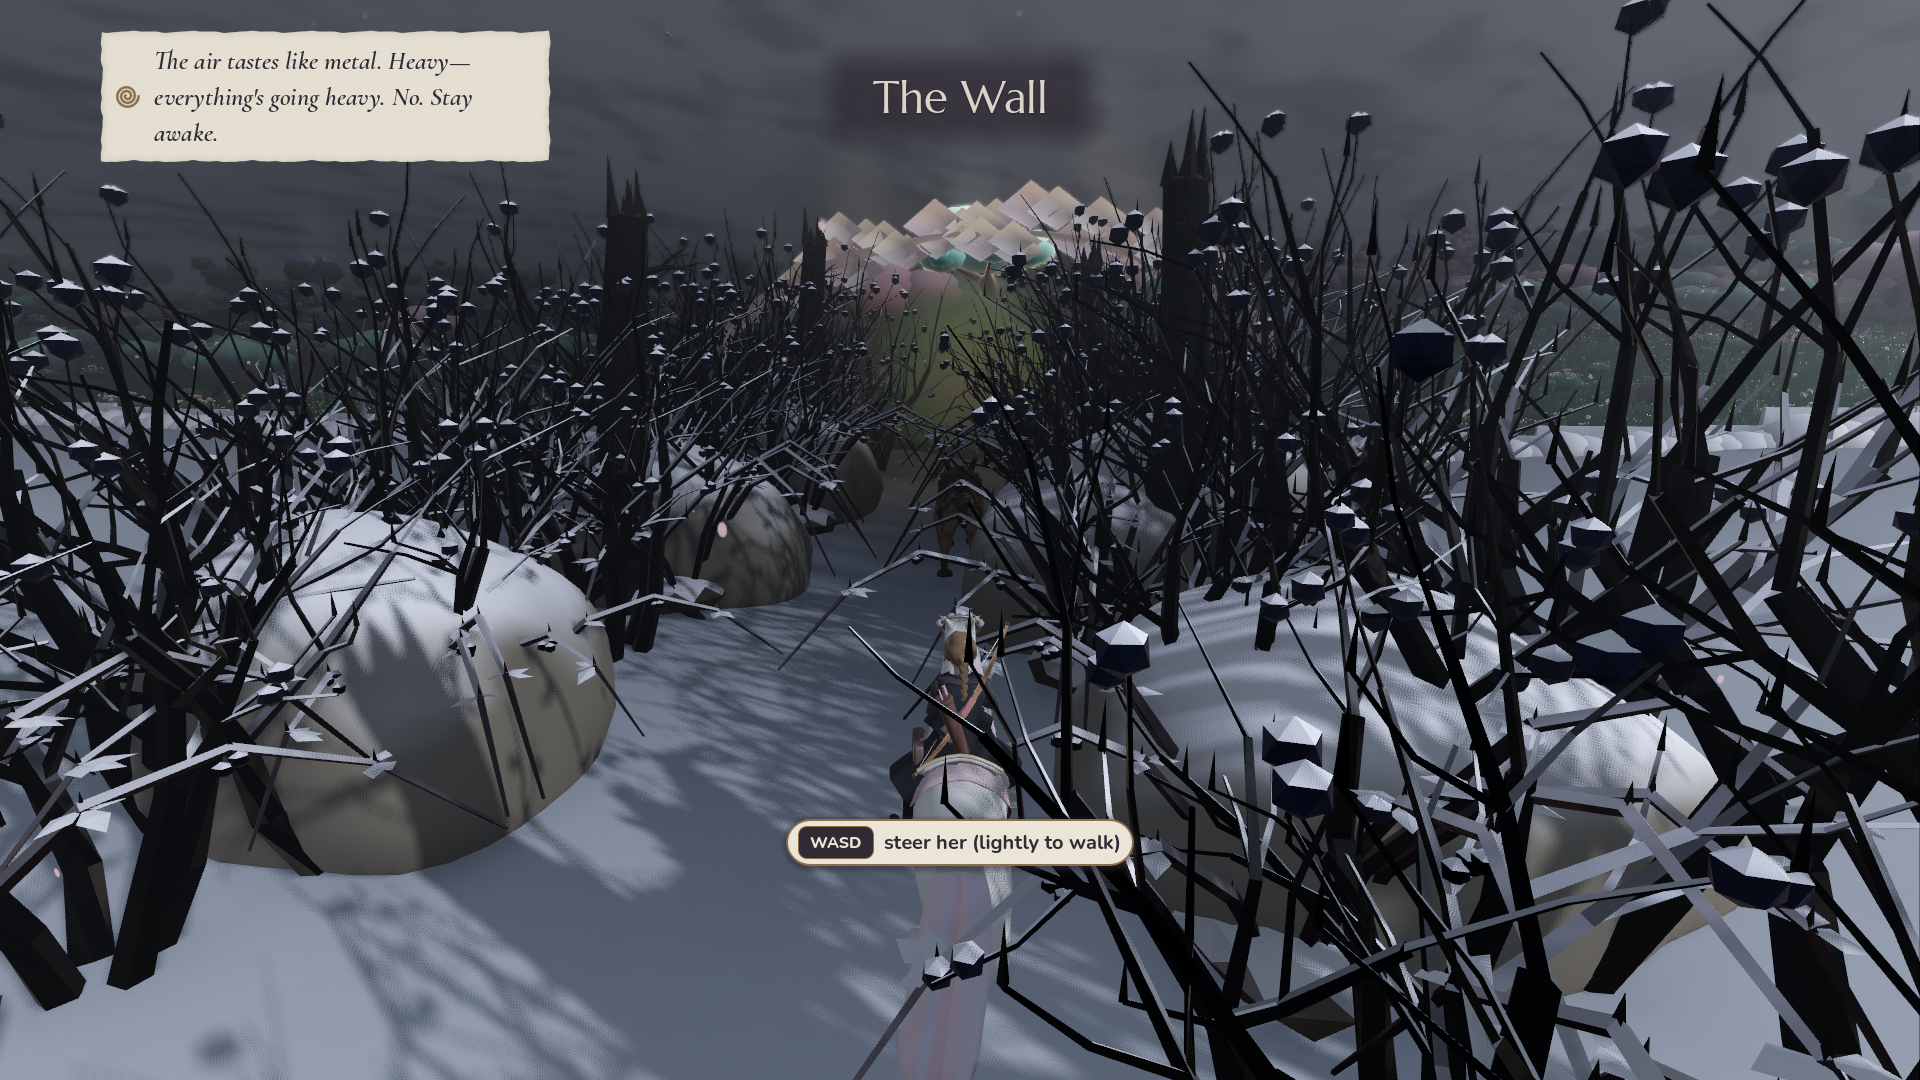 The air tastes like metal. Heavy—
everything's going heavy. No. Stay
awake.
The Wall
WASD steer her (lightly to walk)